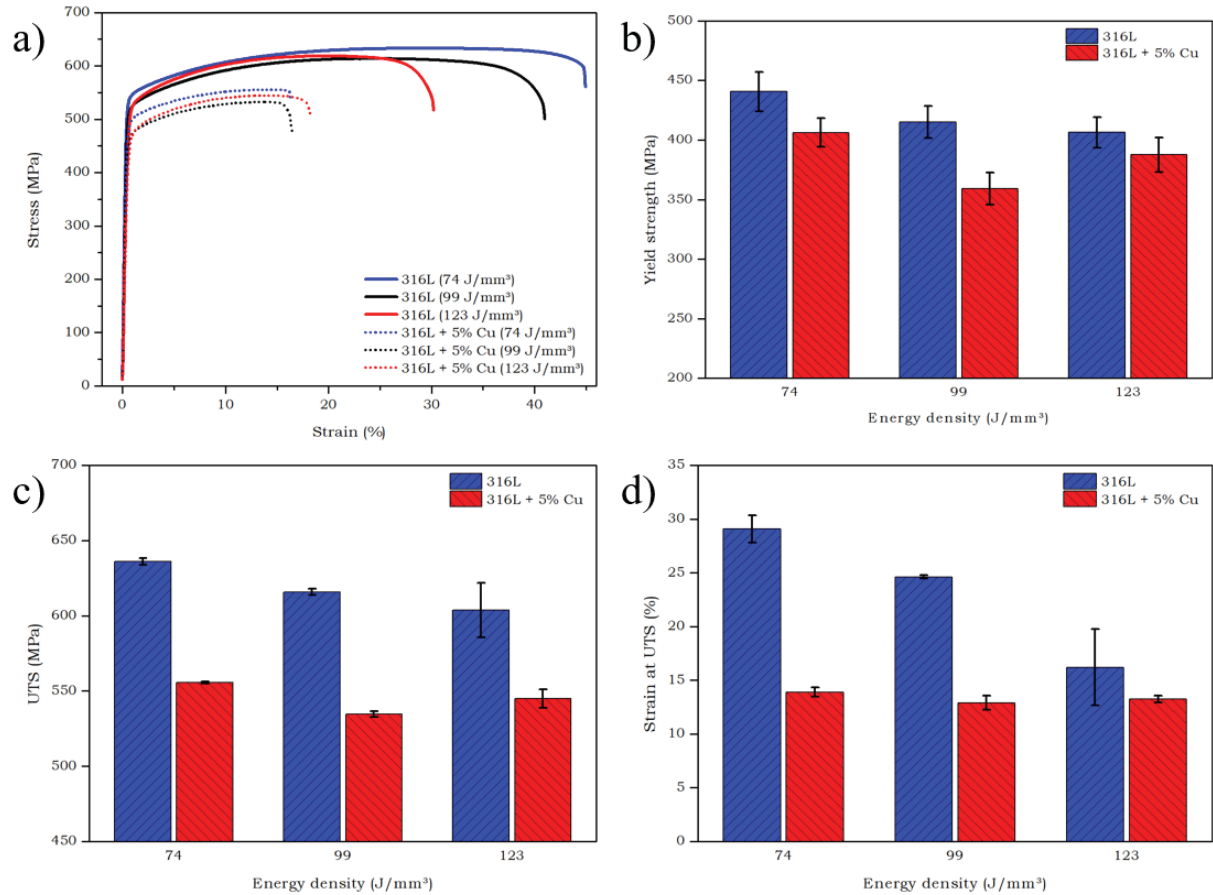 a)
700
600
500
400
300
200
100
0
Stress (MPa)
316L (74 J/mm³)
316L (99 J/mm³)
316L (123 J/mm³)
316L + 5% Cu (74 J/mm³)
316L + 5% Cu (99 J/mm³)
316L + 5% Cu (123 J/mm³)
0 10 20 30 40
Strain (%)
b)
500
450
400
350
300
250
200
Yield strength (MPa)
316L
316L + 5% Cu
74 99 123
Energy density (J/mm³)
c)
700
650
600
550
500
450
UTS (MPa)
316L
316L + 5% Cu
74 99 123
Energy density (J/mm³)
d)
35
30
25
20
15
10
5
0
Strain at UTS (%)
316L
316L + 5% Cu
74 99 123
Energy density (J/mm³)